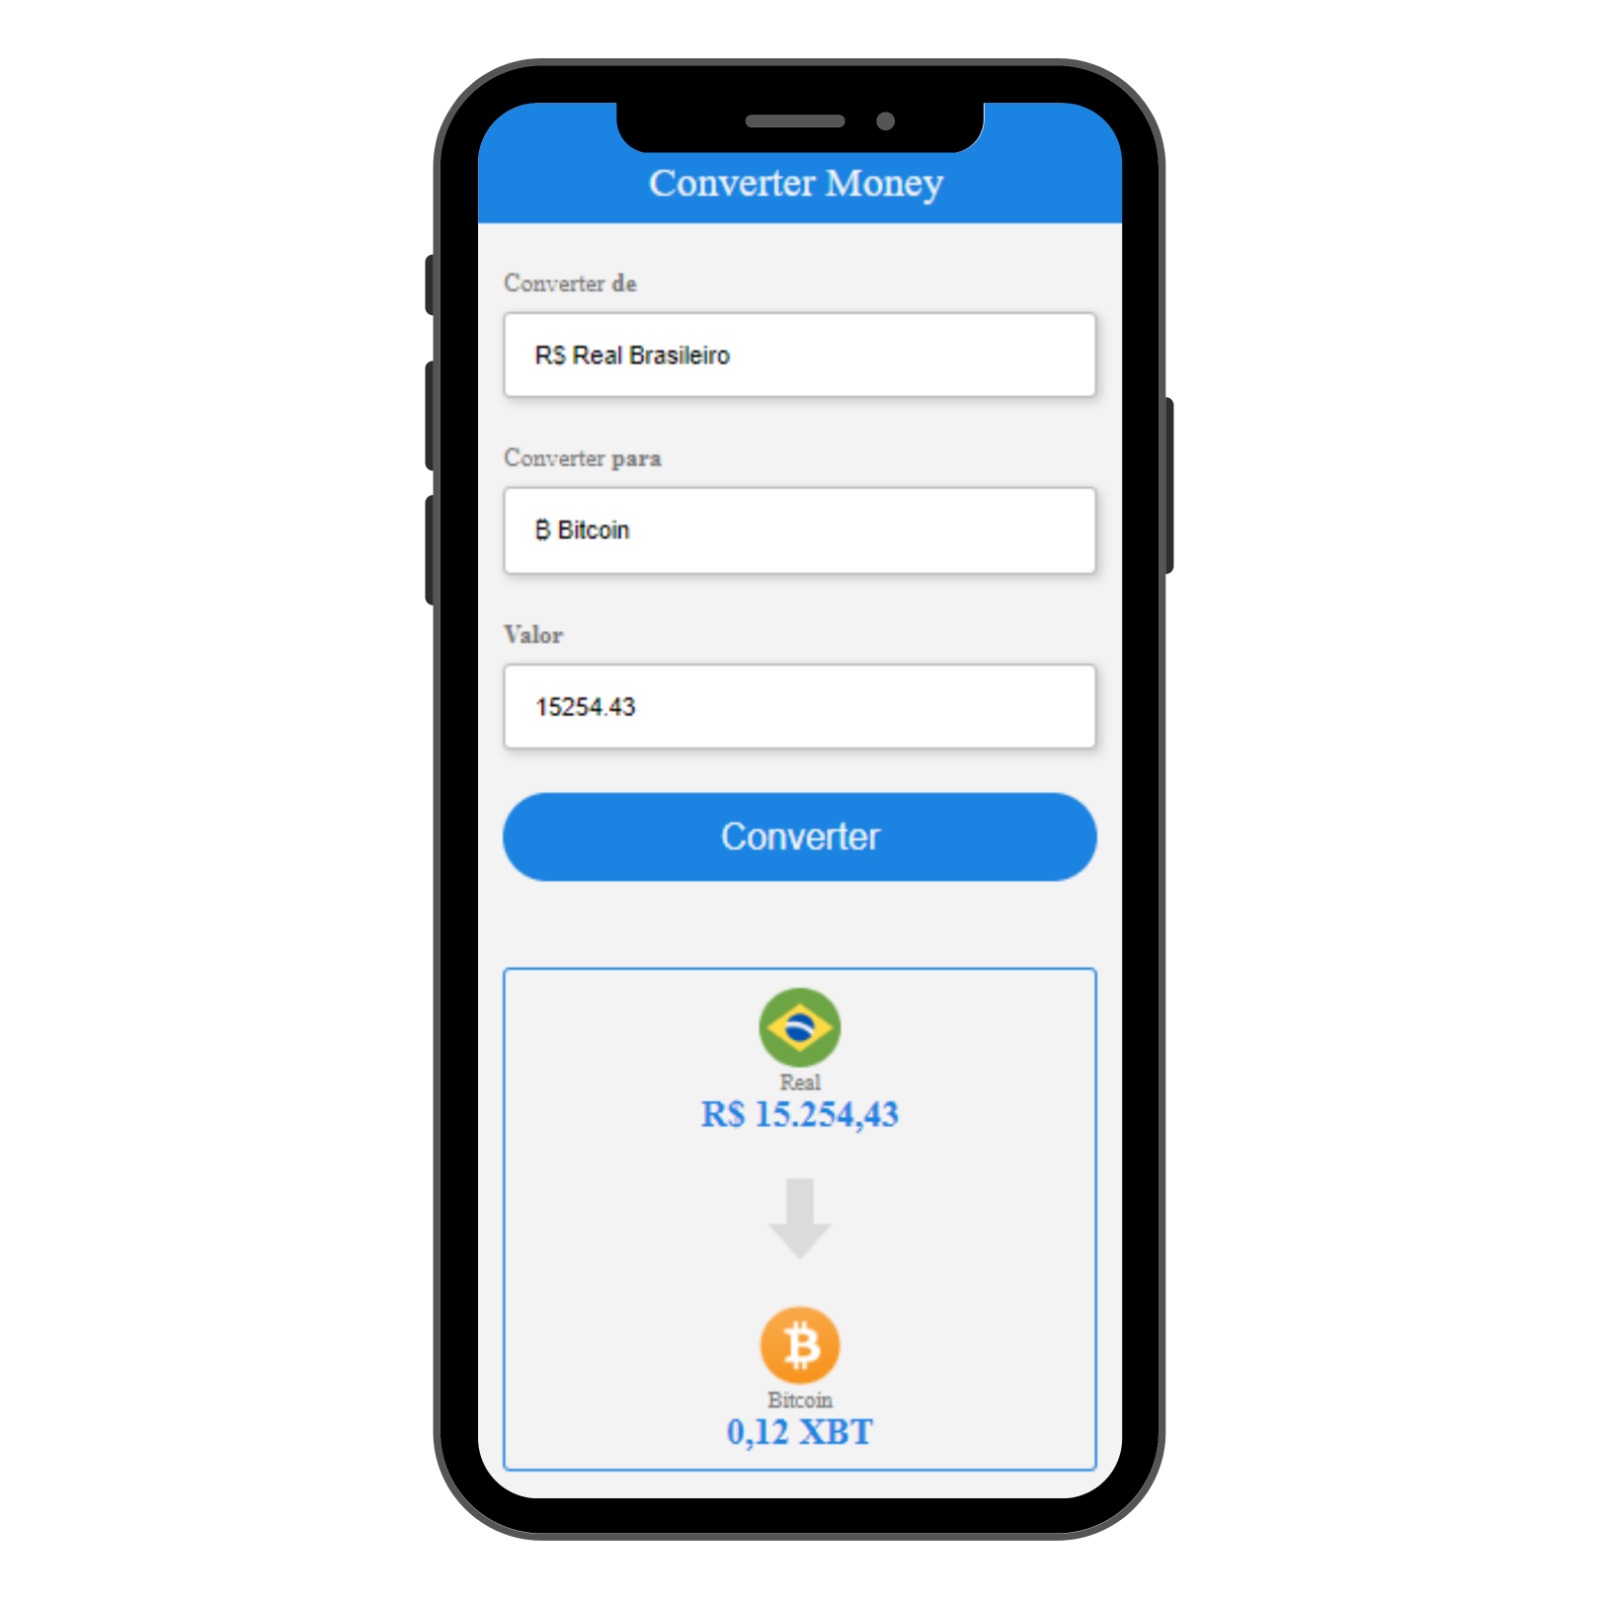 Converter Money
Converter de
R$ Real Brasileiro
Converter para
₿ Bitcoin
Valor
15254.43
Converter
Real
R$ 15.254,43
Bitcoin
0,12 XBT